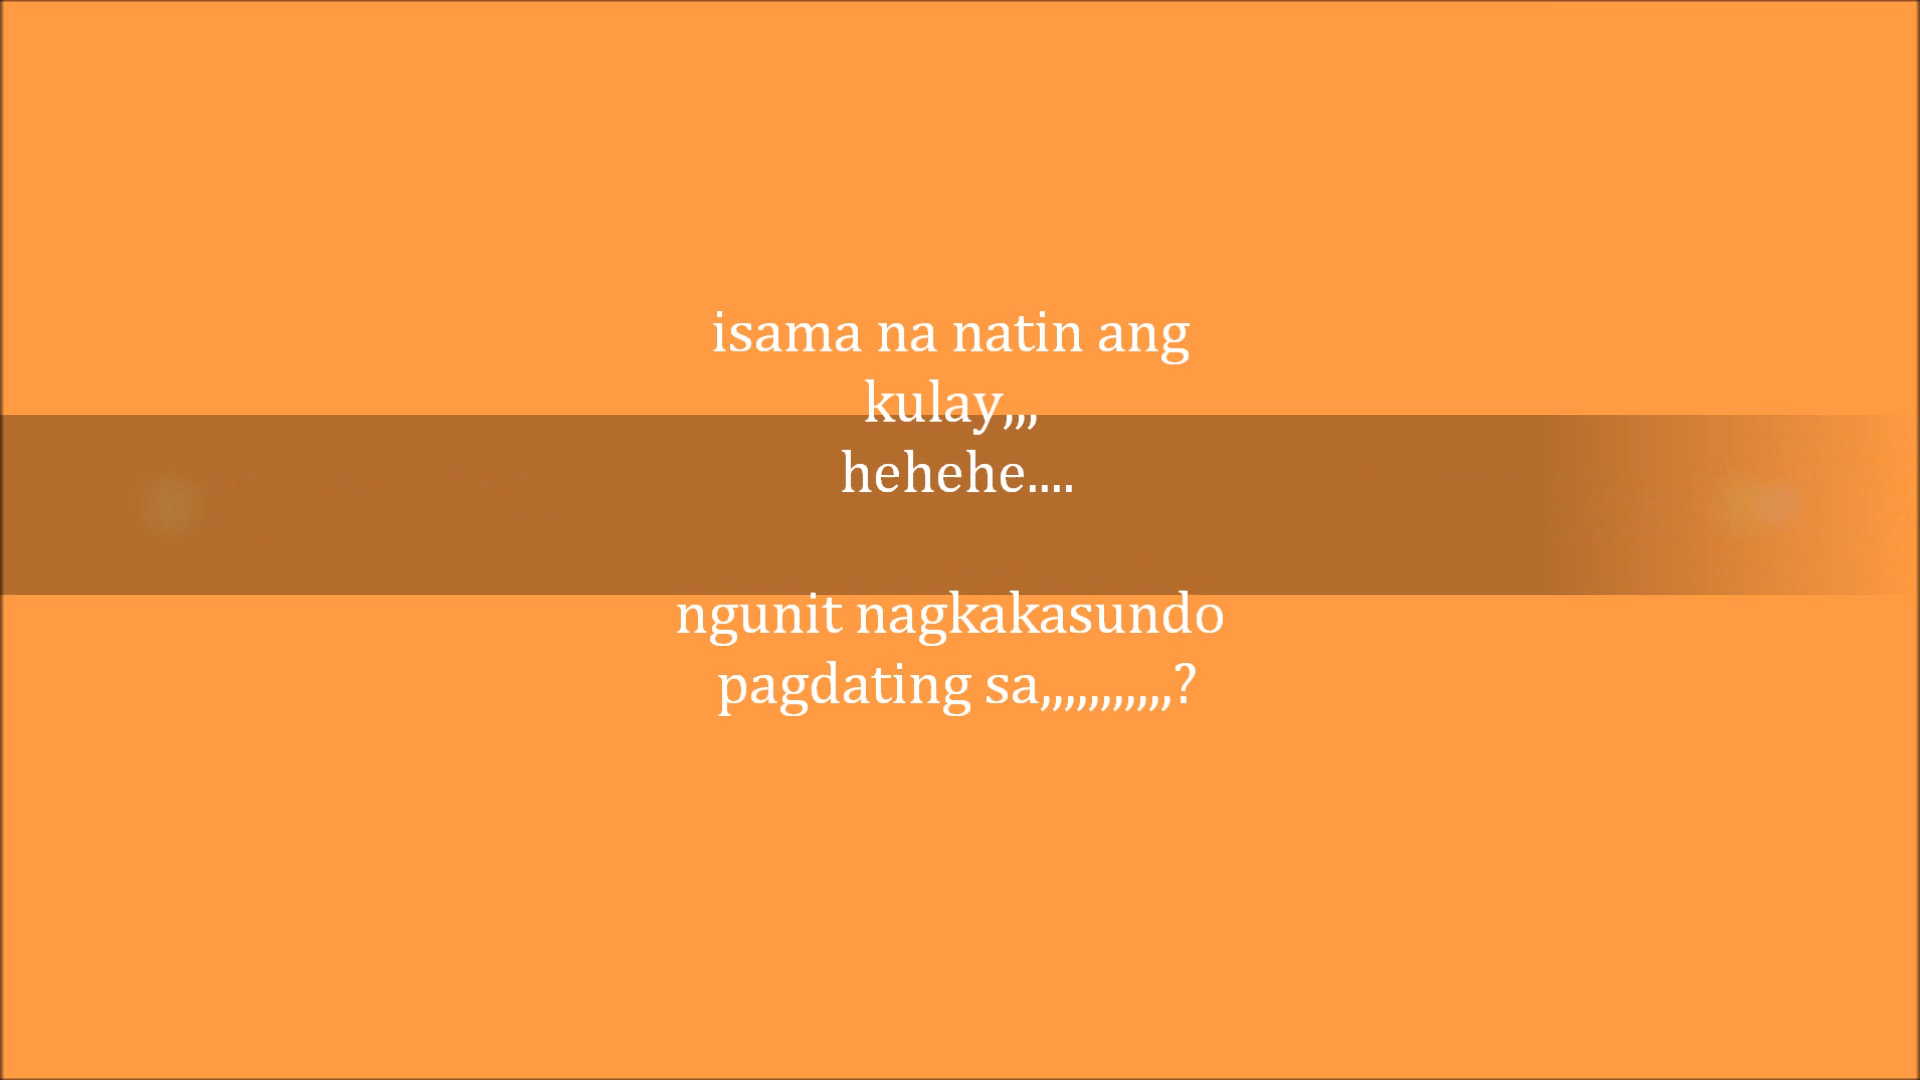 isama na natin ang
kulay,,,
hehehe....
ngunit nagkakasundo
pagdating sa,,,,,,,,,,,?